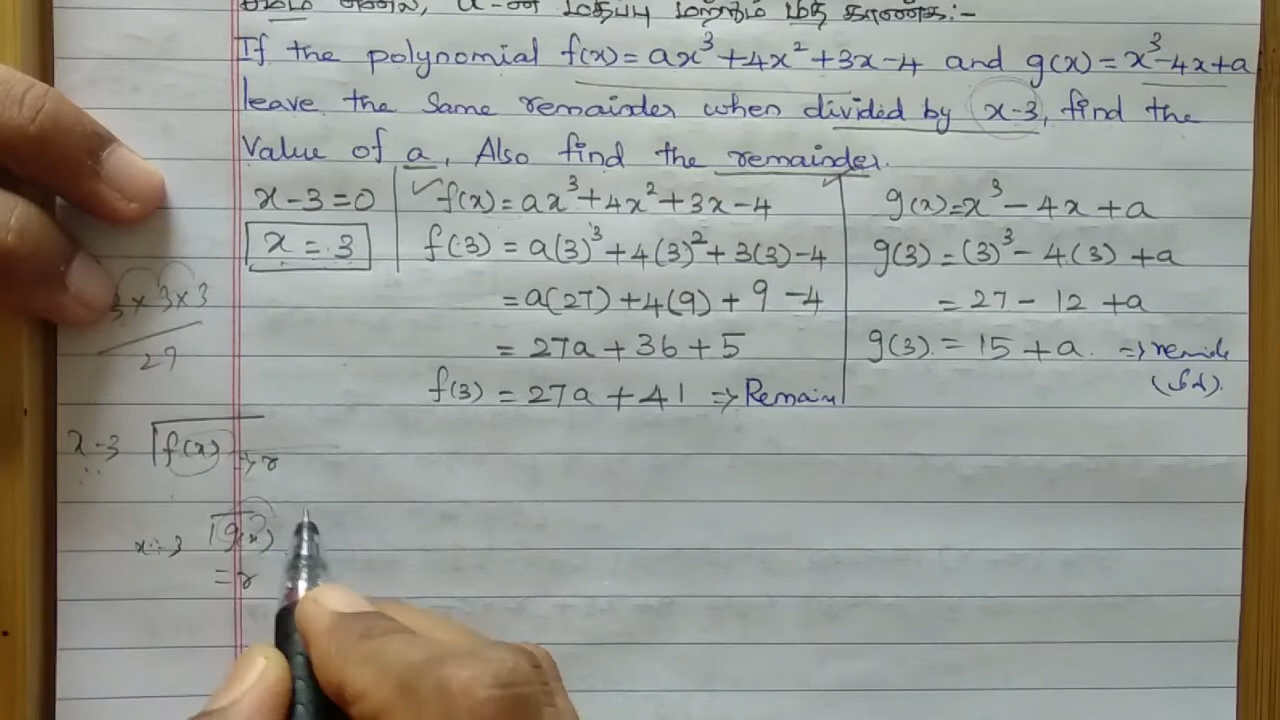 If the polynomial f(x) = ax³ + 4x² + 3x - 4 and g(x) = x³ - 4x + a
leave the same remainder when divided by x-3, find the
Value of a, Also find the remainder.
x - 3 = 0
x = 3
f(x) = ax³ + 4x² + 3x - 4
f(3) = a(3)³ + 4(3)² + 3(3) - 4
= a(27) + 4(9) + 9 - 4
= 27a + 36 + 5
f(3) = 27a + 41 ⇒ Remain
g(x) = x³ - 4x + a
g(3) = (3)³ - 4(3) + a
= 27 - 12 + a
g(3) = 15 + a. ⇒
3 × 3 × 3
27
x - 3 f(x) → r
x - 3 g(x)
= r